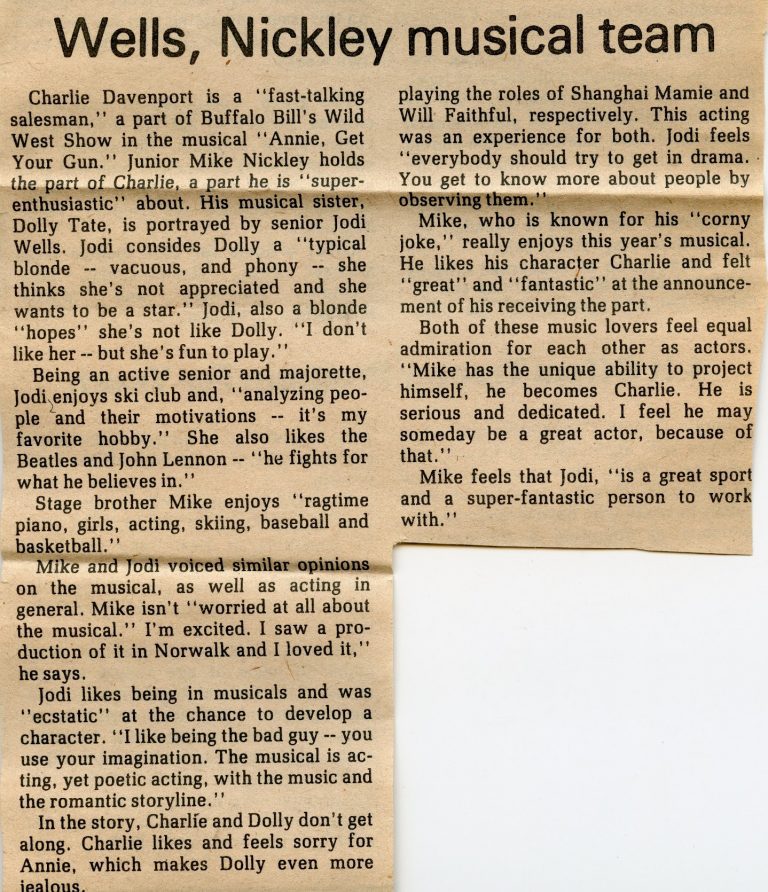 Wells, Nickley musical team
Charlie Davenport is a "fast-talking
salesman," a part of Buffalo Bill's Wild
West Show in the musical "Annie, Get
Your Gun." Junior Mike Nickley holds
the part of Charlie, a part he is "super-
enthusiastic" about. His musical sister,
Dolly Tate, is portrayed by senior Jodi
Wells. Jodi consides Dolly a "typical
blonde -- vacuous, and phony -- she
thinks she's not appreciated and she
wants to be a star." Jodi, also a blonde
"hopes" she's not like Dolly. "I don't
like her -- but she's fun to play."
Being an active senior and majorette,
Jodi enjoys ski club and, "analyzing peo-
ple and their motivations -- it's my
favorite hobby." She also likes the
Beatles and John Lennon -- "he fights for
what he believes in."
Stage brother Mike enjoys "ragtime
piano, girls, acting, skiing, baseball and
basketball."
Mike and Jodi voiced similar opinions
on the musical, as well as acting in
general. Mike isn't "worried at all about
the musical." I'm excited. I saw a pro-
duction of it in Norwalk and I loved it,"
he says.
Jodi likes being in musicals and was
"ecstatic" at the chance to develop a
character. "I like being the bad guy -- you
use your imagination. The musical is ac-
ting, yet poetic acting, with the music and
the romantic storyline."
In the story, Charlie and Dolly don't get
along. Charlie likes and feels sorry for
Annie, which makes Dolly even more
jealous.
playing the roles of Shanghai Mamie and
Will Faithful, respectively. This acting
was an experience for both. Jodi feels
"everybody should try to get in drama.
You get to know more about people by
observing them."
Mike, who is known for his "corny
joke," really enjoys this year's musical.
He likes his character Charlie and felt
"great" and "fantastic" at the announce-
ment of his receiving the part.
Both of these music lovers feel equal
admiration for each other as actors.
"Mike has the unique ability to project
himself, he becomes Charlie. He is
serious and dedicated. I feel he may
someday be a great actor, because of
that."
Mike feels that Jodi, "is a great sport
and a super-fantastic person to work
with."